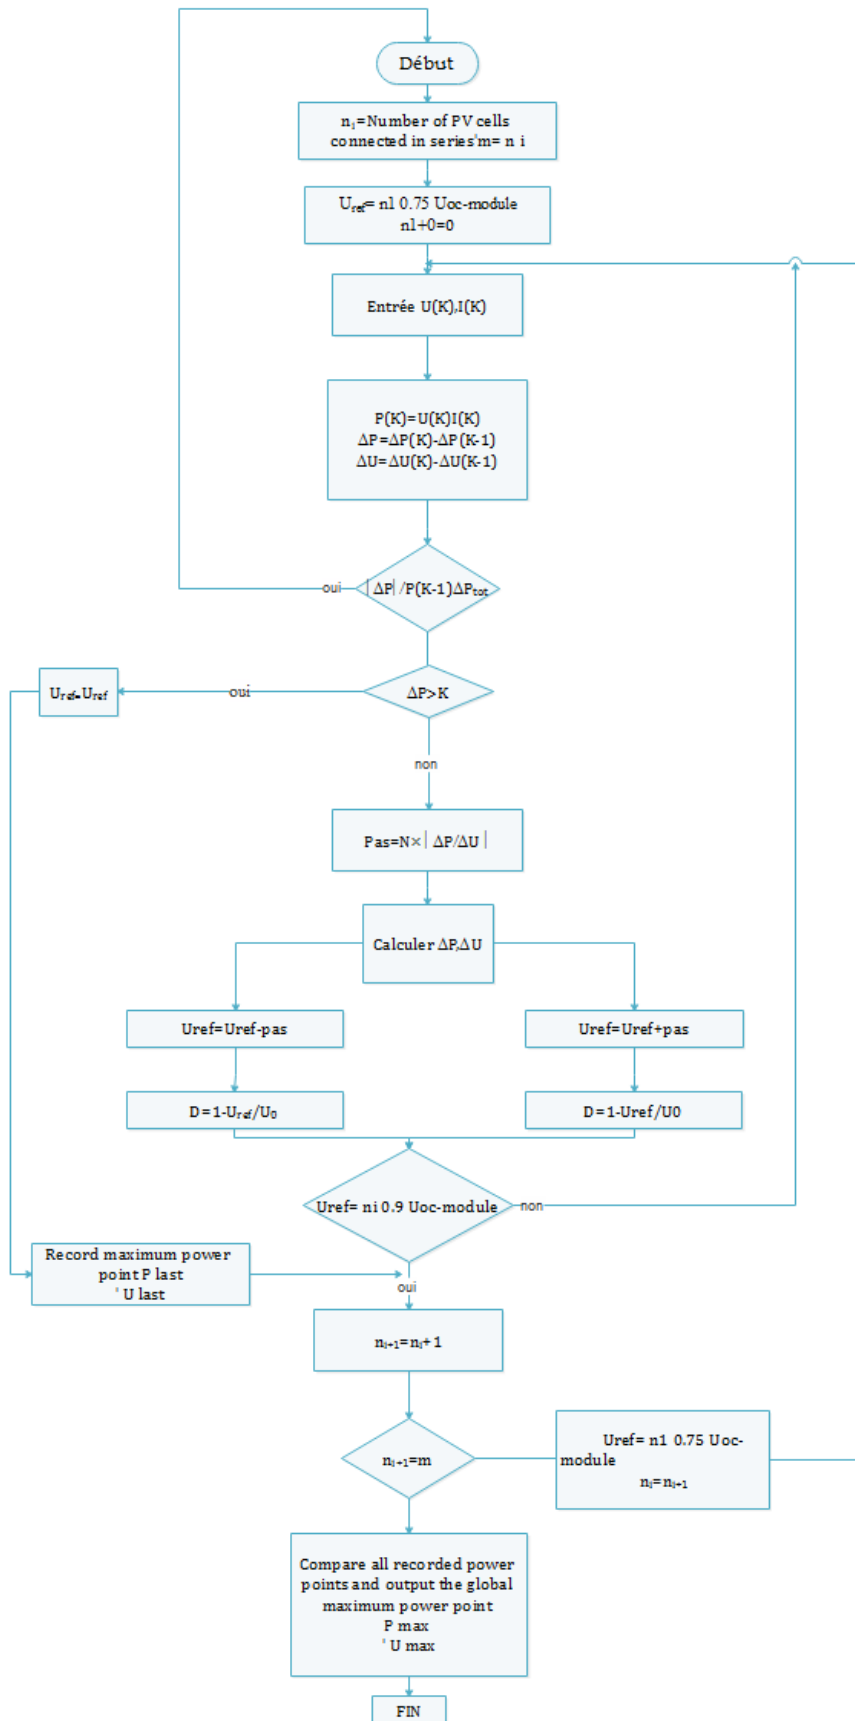 Début
n₁=Number of PV cells
connected in series'm= n i
Uref= n1 0.75 Uoc-module
n1+0=0
Entrée U(K),I(K)
P(K)=U(K)I(K)
ΔP=ΔP(K)-ΔP(K-1)
ΔU=ΔU(K)-ΔU(K-1)
oui
|ΔP| /P(K-1)ΔPtot
Uref=Uref
oui
ΔP>K
non
Pas=N×| ΔP/ΔU |
Calculer ΔP,ΔU
Uref=Uref-pas
Uref=Uref+pas
D=1-Uref/U₀
D=1-Uref/U0
Uref= ni 0.9 Uoc-module
non
Record maximum power
point P last
' U last
oui
nᵢ₊₁=nᵢ+1
nᵢ₊₁=m
Uref= n1 0.75 Uoc-
module
nᵢ=nᵢ₊₁
Compare all recorded power
points and output the global
maximum power point
P max
' U max
FIN